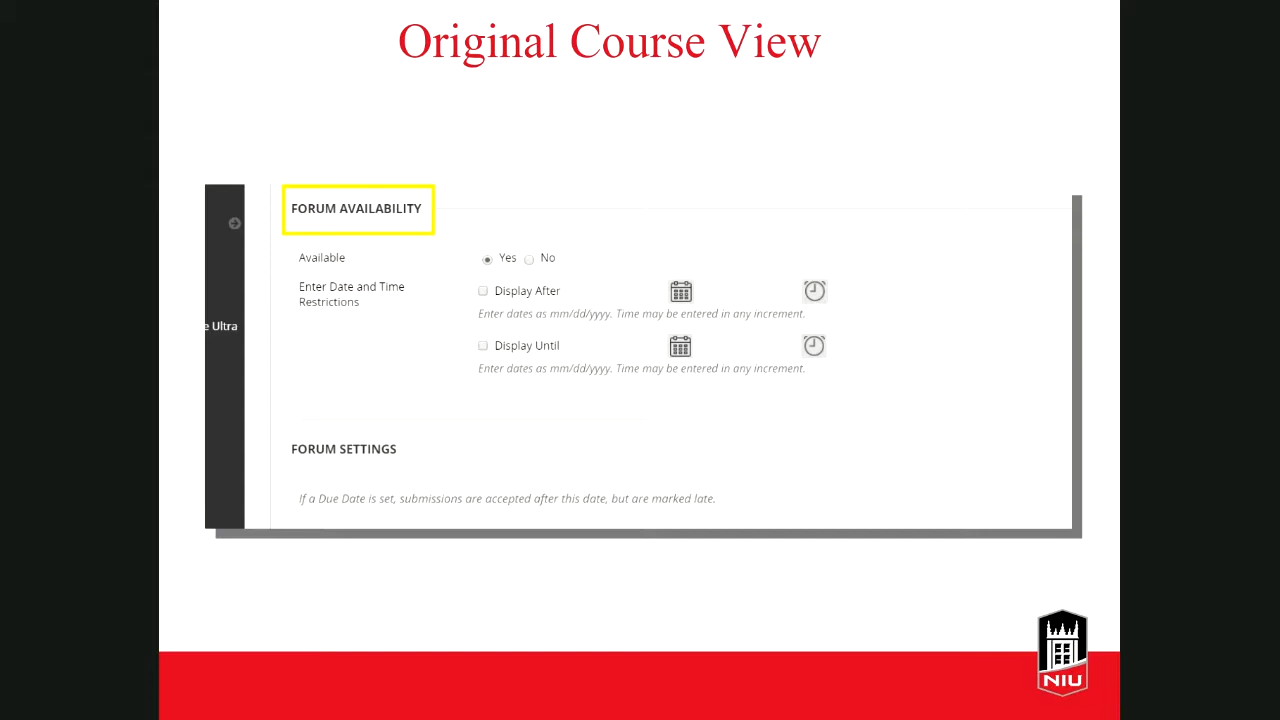 Original Course View
FORUM AVAILABILITY
Available
Yes No
Enter Date and Time
Restrictions
Display After
Enter dates as mm/dd/yyyy. Time may be entered in any increment.
e Ultra
Display Until
Enter dates as mm/dd/yyyy. Time may be entered in any increment.
FORUM SETTINGS
If a Due Date is set, submissions are accepted after this date, but are marked late.
NIU